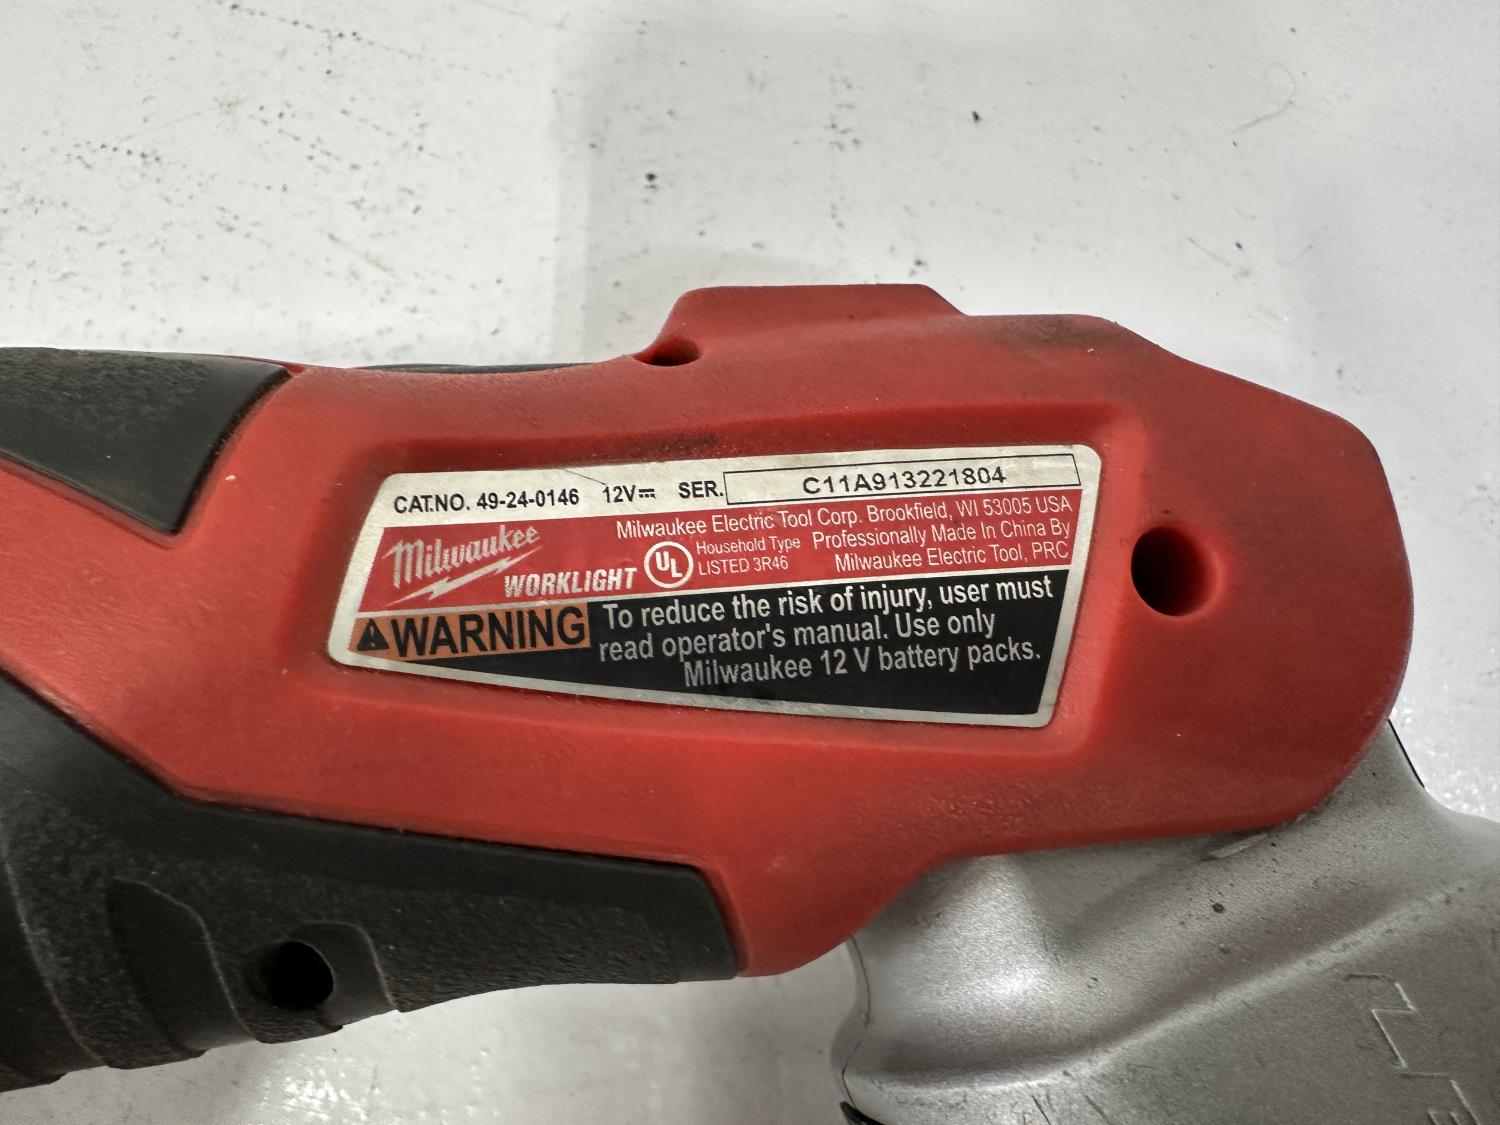 CAT.NO. 49-24-0146 12V⎓ SER. C11A913221804
Milwaukee
WORKLIGHT
UL
Household Type
LISTED 3R46
Milwaukee Electric Tool Corp. Brookfield, WI 53005 USA
Professionally Made In China By
Milwaukee Electric Tool, PRC
WARNING
To reduce the risk of injury, user must
read operator's manual. Use only
Milwaukee 12 V battery packs.